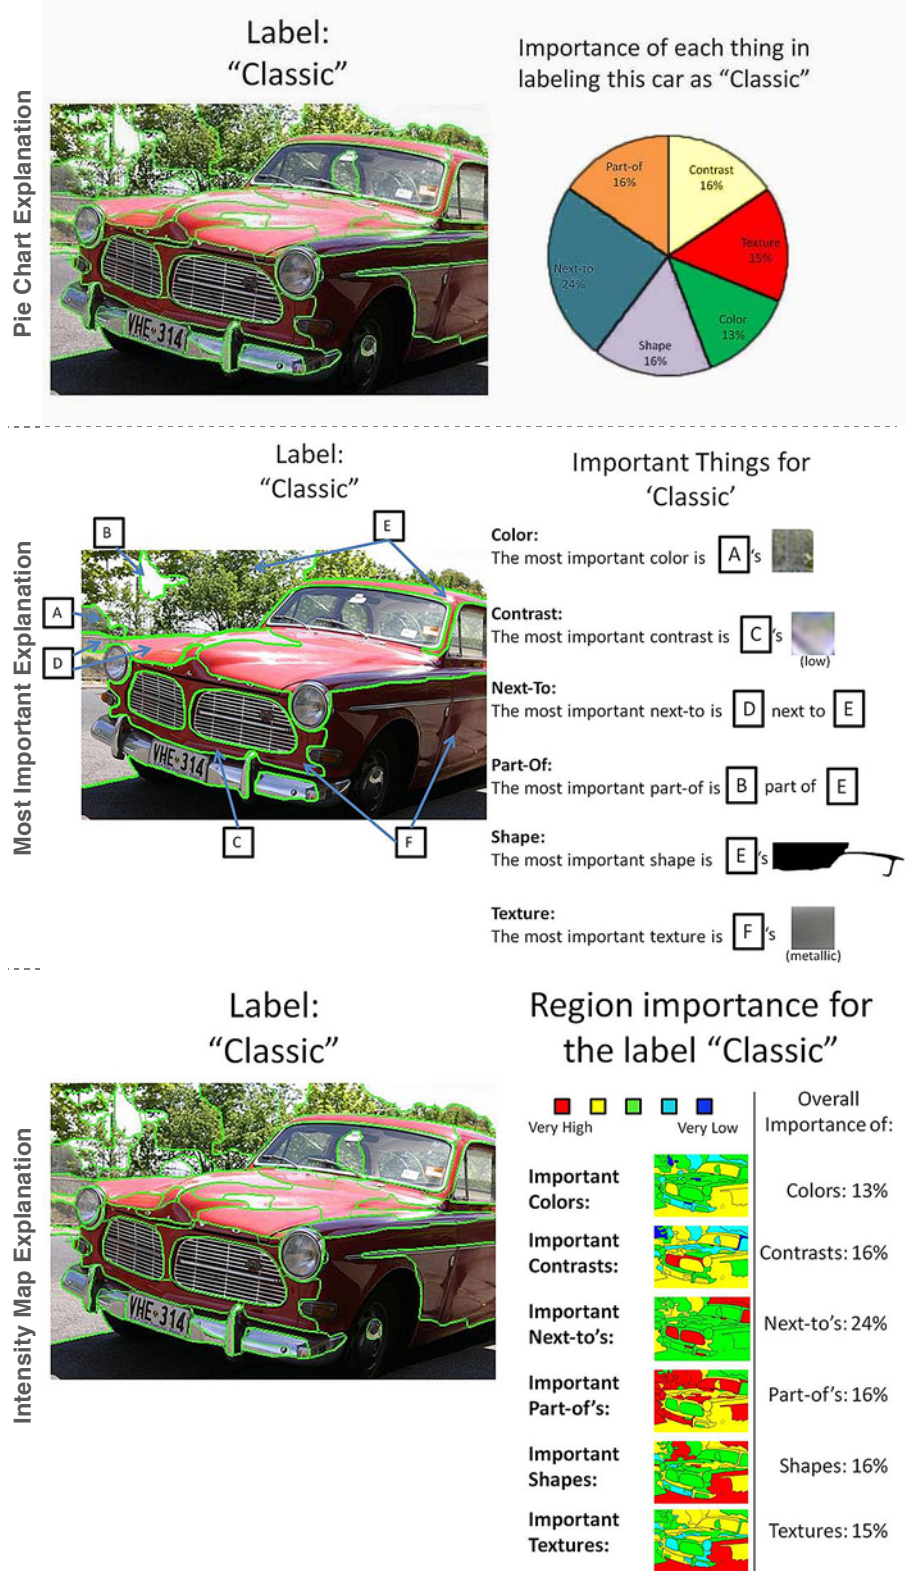 Pie Chart Explanation
Label:
“Classic”
VHE·314
Importance of each thing in
labeling this car as “Classic”
Part-of
16%
Contrast
16%
Texture
15%
Next-to
24%
Color
13%
Shape
16%
Most Important Explanation
Label:
“Classic”
B
E
A
D
VHE·314
C
F
Important Things for
‘Classic’
Color:
The most important color is A ‘s
Contrast:
The most important contrast is C ‘s
(low)
Next-To:
The most important next-to is D next to E
Part-Of:
The most important part-of is B part of E
Shape:
The most important shape is E ‘s
Texture:
The most important texture is F ‘s
(metallic)
Intensity Map Explanation
Label:
“Classic”
VHE·314
Region importance for
the label “Classic”
Very High
Very Low
Overall
Importance of:
Important
Colors:
Colors: 13%
Important
Contrasts:
Contrasts: 16%
Important
Next-to’s:
Next-to’s: 24%
Important
Part-of’s:
Part-of’s: 16%
Important
Shapes:
Shapes: 16%
Important
Textures:
Textures: 15%